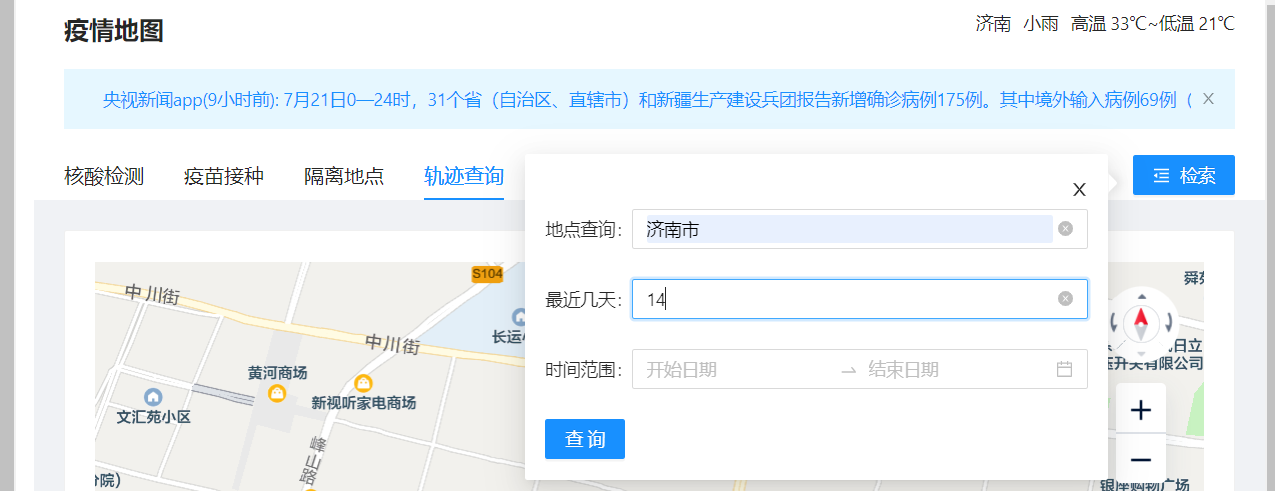 疫情地图
济南 小雨 高温 33℃~低温 21℃
央视新闻app(9小时前): 7月21日0—24时，31个省（自治区、直辖市）和新疆生产建设兵团报告新增确诊病例175例。其中境外输入病例69例（
核酸检测 疫苗接种 隔离地点 轨迹查询
检索
X
地点查询: 济南市
最近几天: 14
时间范围: 开始日期 → 结束日期
查 询
S104
中川街
中川街
长运小
黄河商场
新视听家电商场
文汇苑小区
峰山路
分院）
舜苑
日立
压开关有限公司
银座购物广场